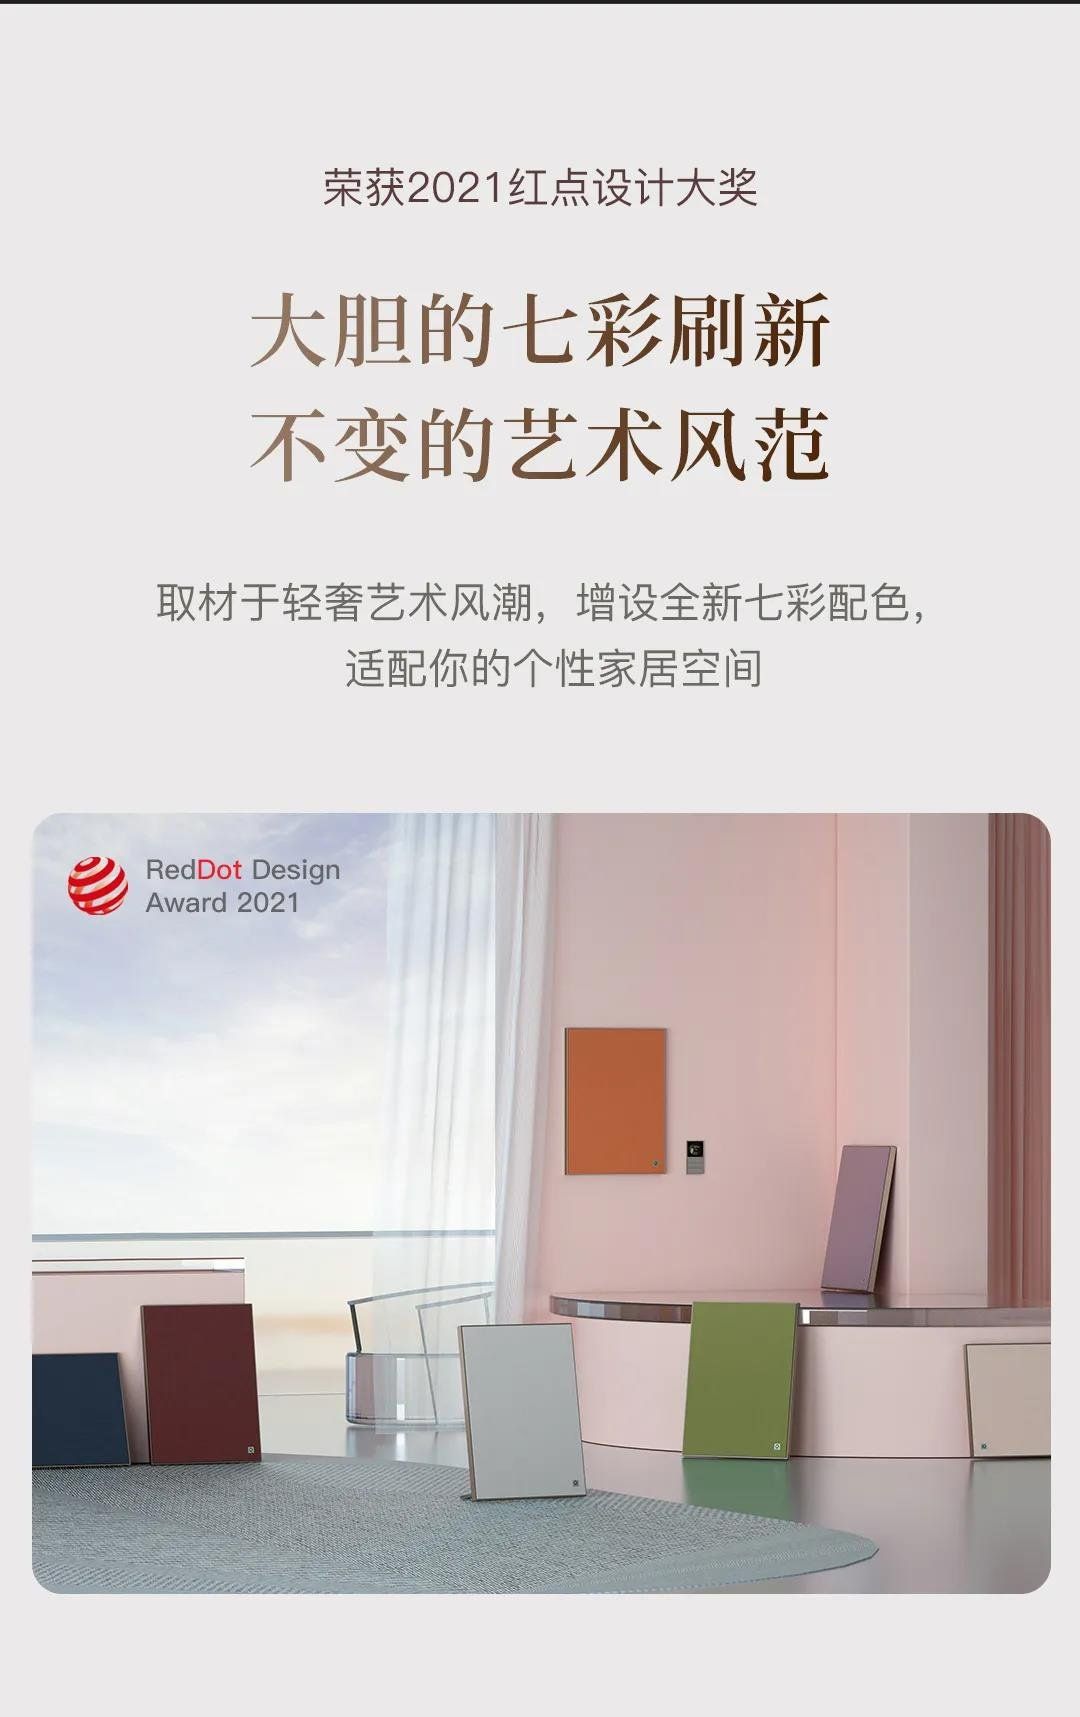 荣获2021红点设计大奖
大胆的七彩刷新
不变的艺术风范
取材于轻奢艺术风潮，增设全新七彩配色，
适配你的个性家居空间
RedDot Design
Award 2021